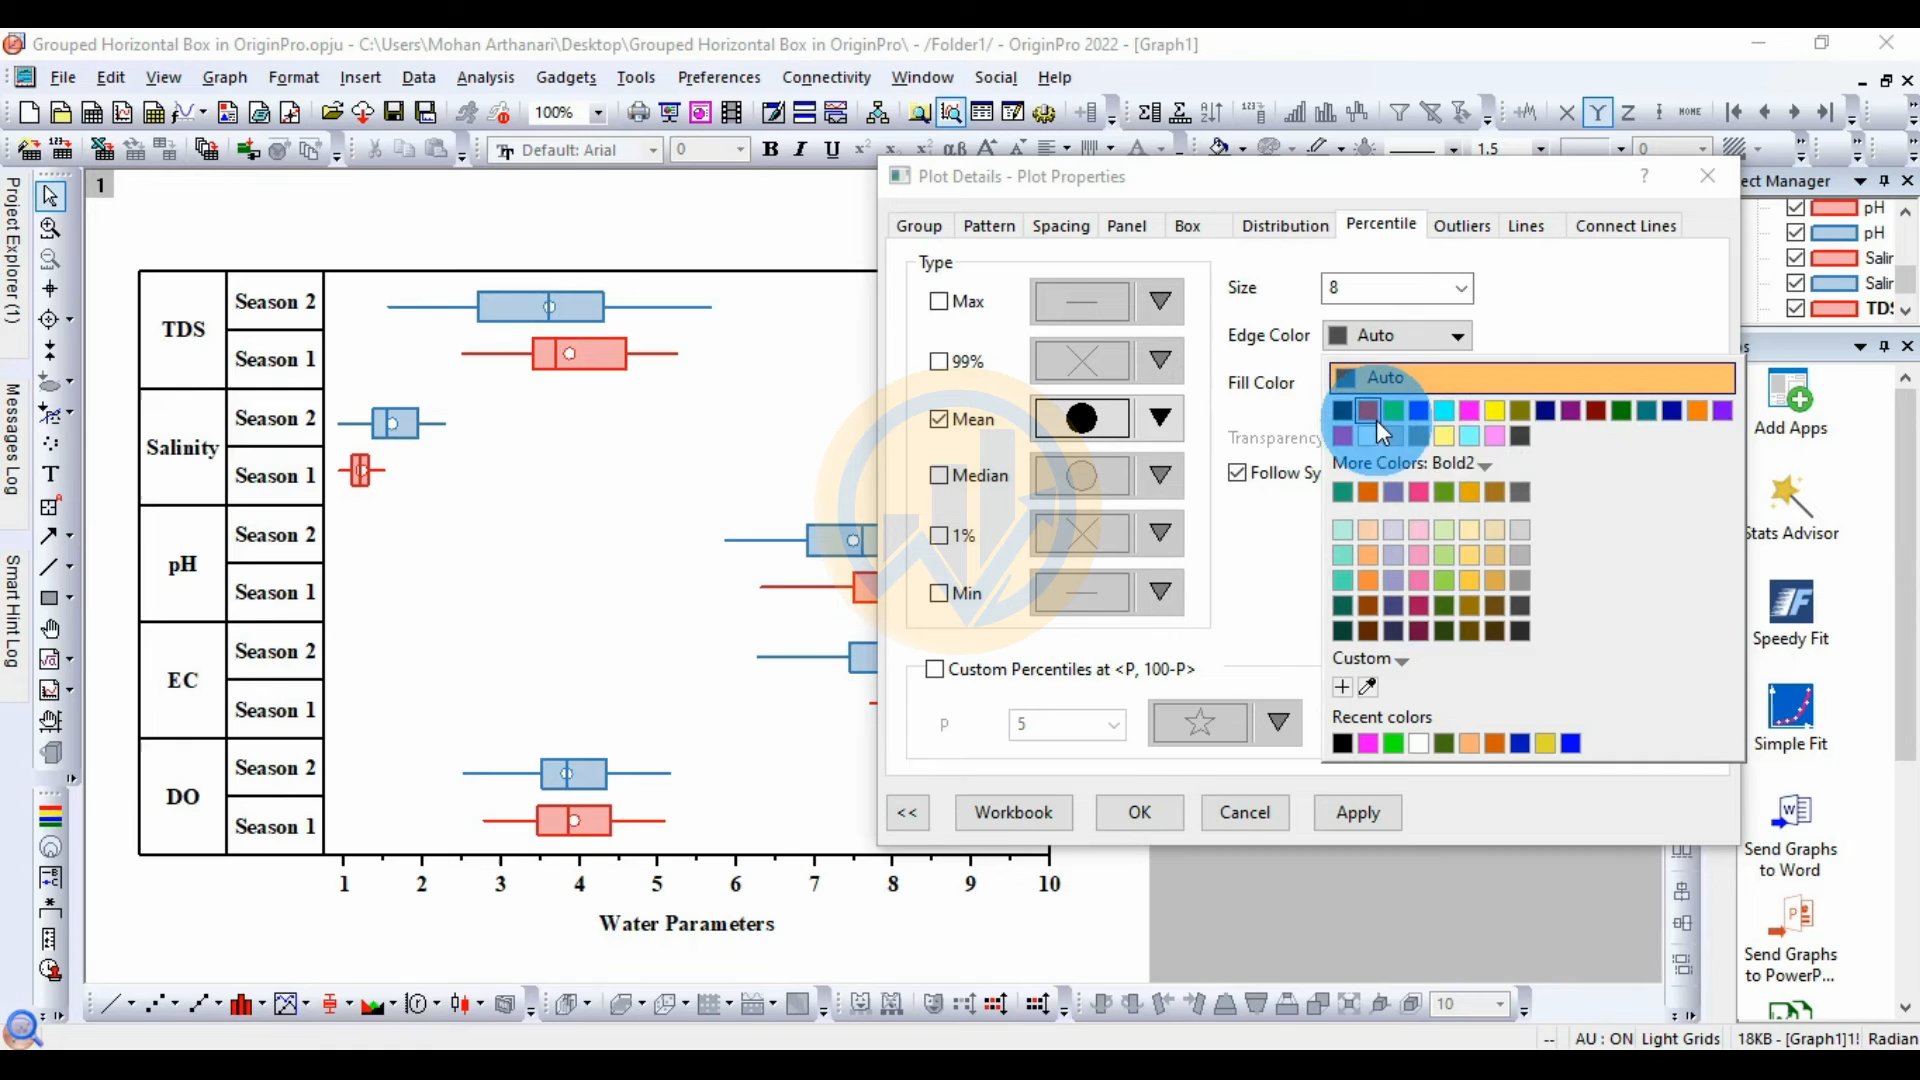 Grouped Horizontal Box in OriginPro.opju - C:\Users\Mohan Arthanari\Desktop\Grouped Horizontal Box in OriginPro\ - /Folder1/ - OriginPro 2022 - [Graph1]
File Edit View Graph Format Insert Data Analysis Gadgets Tools Preferences Connectivity Window Social Help
100%
HOME
Default: Arial 0 B I U αβ A A A 1.5 0
Project Explorer (1)
Messages Log
Smart Hint Log
1
Plot Details - Plot Properties
Group Pattern Spacing Panel Box Distribution Percentile Outliers Lines Connect Lines
Type
Max
99%
Mean
Median
1%
Min
Custom Percentiles at <P, 100-P>
P 5
Size 8
Edge Color Auto
Fill Color
Transparency
Follow Sy
Auto
More Colors: Bold2
Custom
Recent colors
<< Workbook OK Cancel Apply
ect Manager
pH
pH
Salin
Salin
TDS
Add Apps
Stats Advisor
Speedy Fit
Simple Fit
Send Graphs
to Word
Send Graphs
to PowerP...
TDS Season 2
Season 1
Salinity Season 2
Season 1
pH Season 2
Season 1
EC Season 2
Season 1
DO Season 2
Season 1
1 2 3 4 5 6 7 8 9 10
Water Parameters
10
-- AU : ON Light Grids 18KB - [Graph1]1! Radian